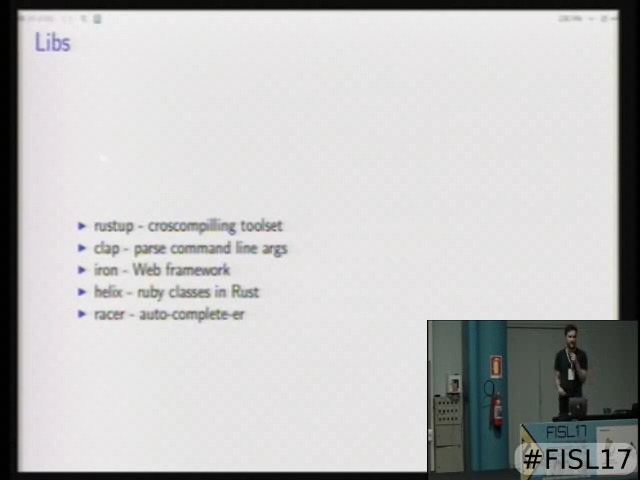 Libs
▶ rustup - croscompilling toolset
▶ clap - parse command line args
▶ iron - Web framework
▶ helix - ruby classes in Rust
▶ racer - auto-complete-er
FISL17
#FISL17